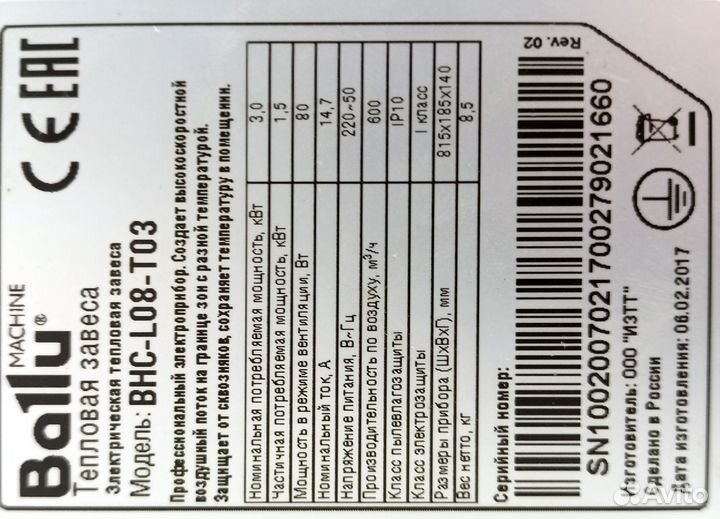 Ballu®
MACHINE
Тепловая завеса
Электрическая тепловая завеса
Модель: BHC-L08-T03
Профессиональный электроприбор. Создает высокоскоростной
воздушный поток на границе зон с разной температурой.
Защищает от сквозняков, сохраняет температуру в помещении.
Номинальная потребляемая мощность, кВт 3,0
Частичная потребляемая мощность, кВт 1,5
Мощность в режиме вентиляции, Вт 80
Номинальный ток, А 14,7
Напряжение питания, В~Гц 220~50
Производительность по воздуху, м³/ч 600
Класс пылевлагозащиты IP10
Класс электрозащиты I класс
Размеры прибора (ШхВхГ), мм 815х185х140
Вес нетто, кг 8,5
Rev. 02
Серийный номер:
SN10020070217002790211660
Изготовитель: ООО "ИЗТТ"
Сделано в России
Дата изготовления: 06.02.2017
CE EAC
Avito